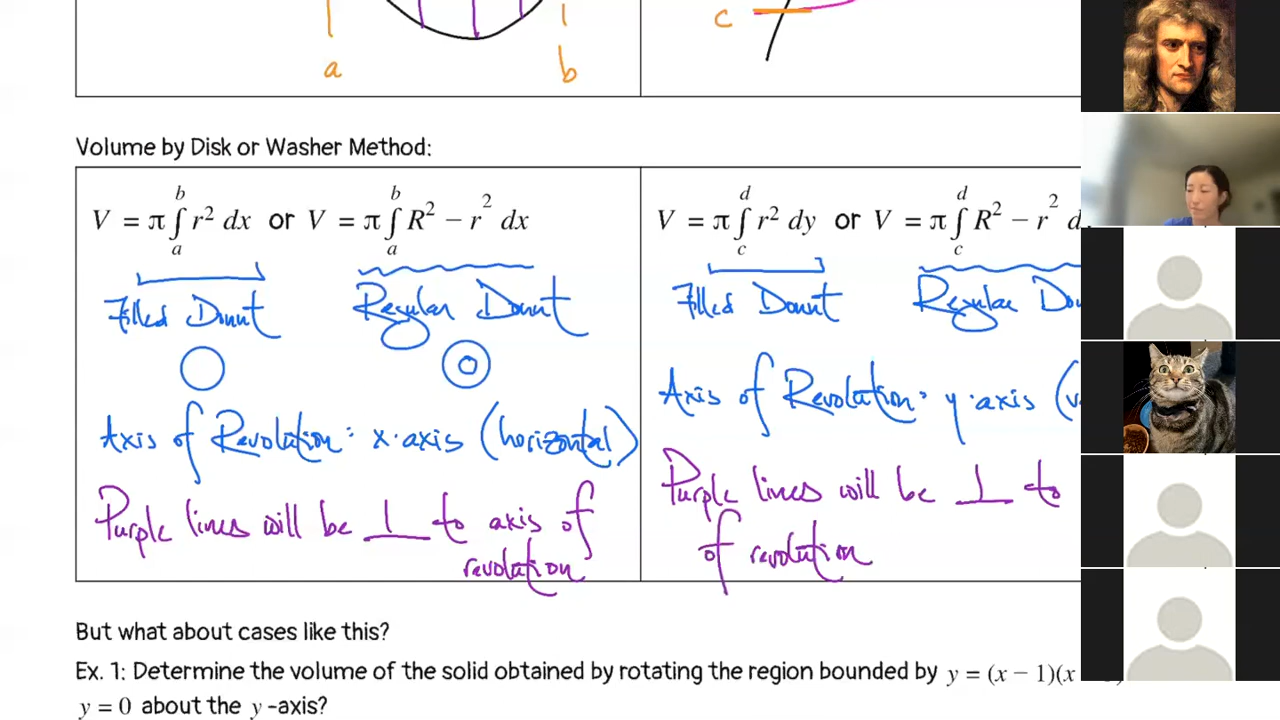 a
b
c
Volume by Disk or Washer Method:
V = π∫_a^b r² dx or V = π∫_a^b R² − r² dx
V = π∫_c^d r² dy or V = π∫_c^d R² − r² d
Filled Donut
Regular Donut
Axis of Revolution: x-axis (horizontal)
Purple lines will be ⊥ to axis of
revolution
Filled Donut
Regular Do
Axis of Revolution: y-axis (v
Purple lines will be ⊥ to
of revolution
But what about cases like this?
Ex. 1: Determine the volume of the solid obtained by rotating the region bounded by y = (x − 1)(x
y = 0 about the y-axis?